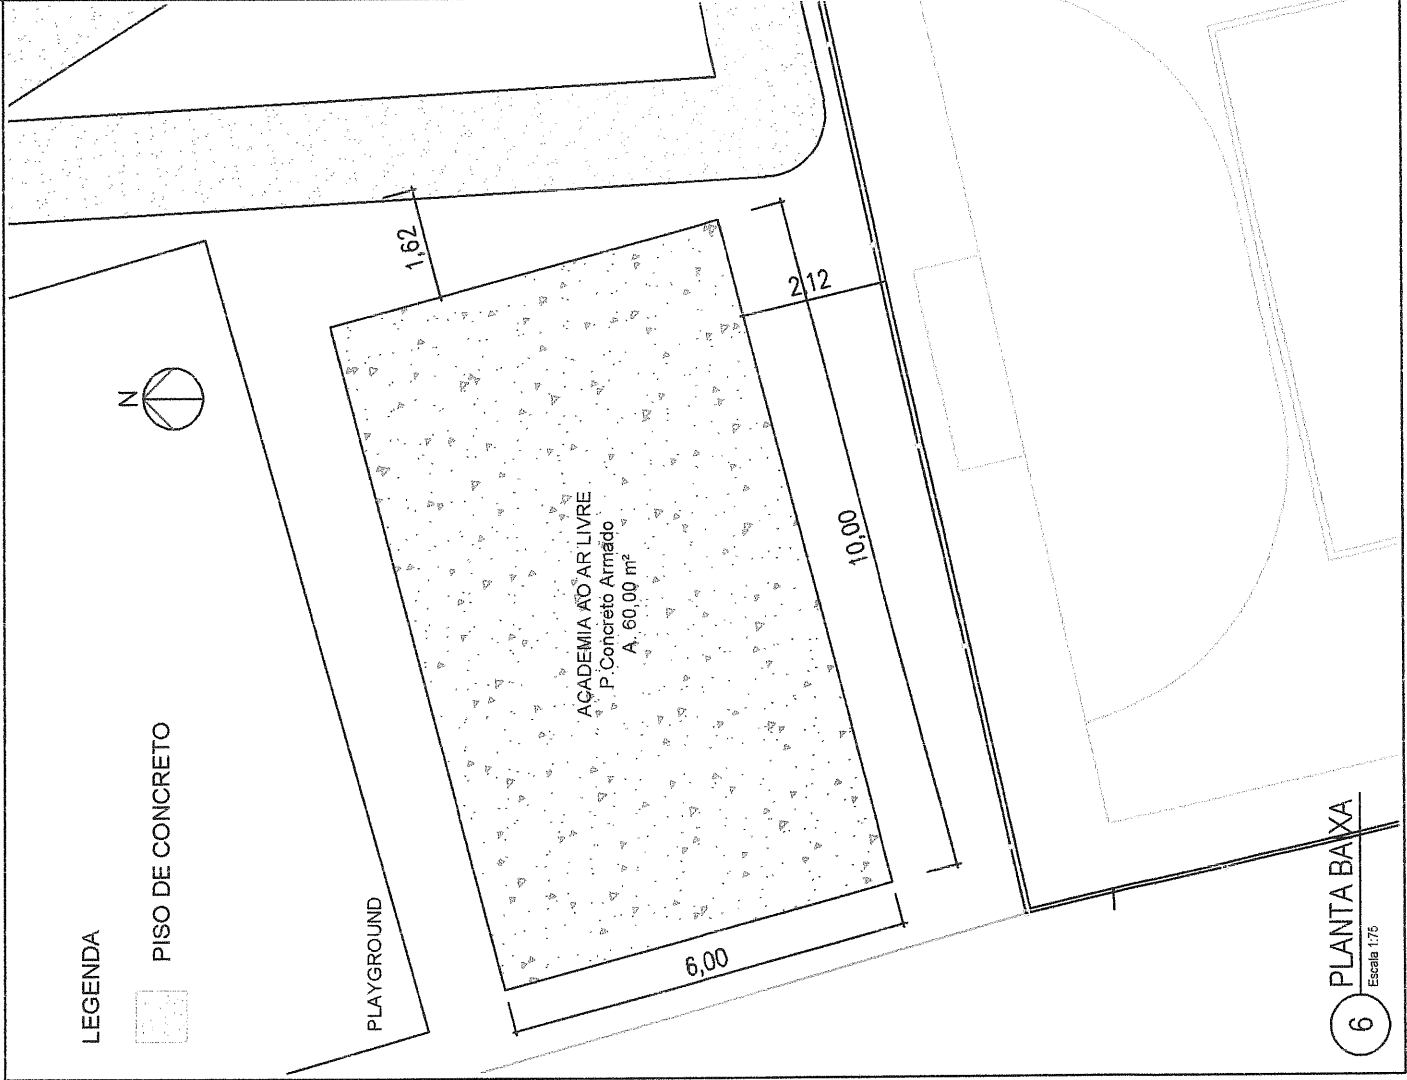 LEGENDA
PISO DE CONCRETO
N
PLAYGROUND
1,62
ACADEMIA AO AR LIVRE
P.Concreto Armado
A. 60,00 m²
2,12
10,00
6,00
6
PLANTA BAIXA
Escala 1:75